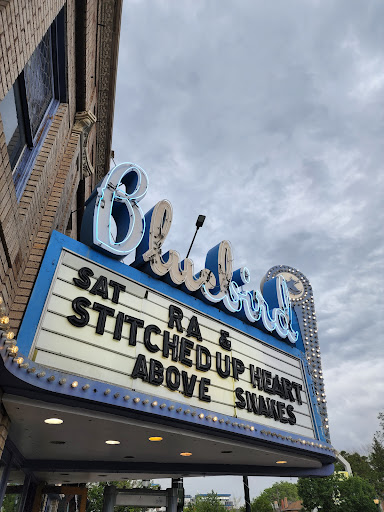 Bluebird
SAT RA &
STITCHED UP HEART
ABOVE SNAKES